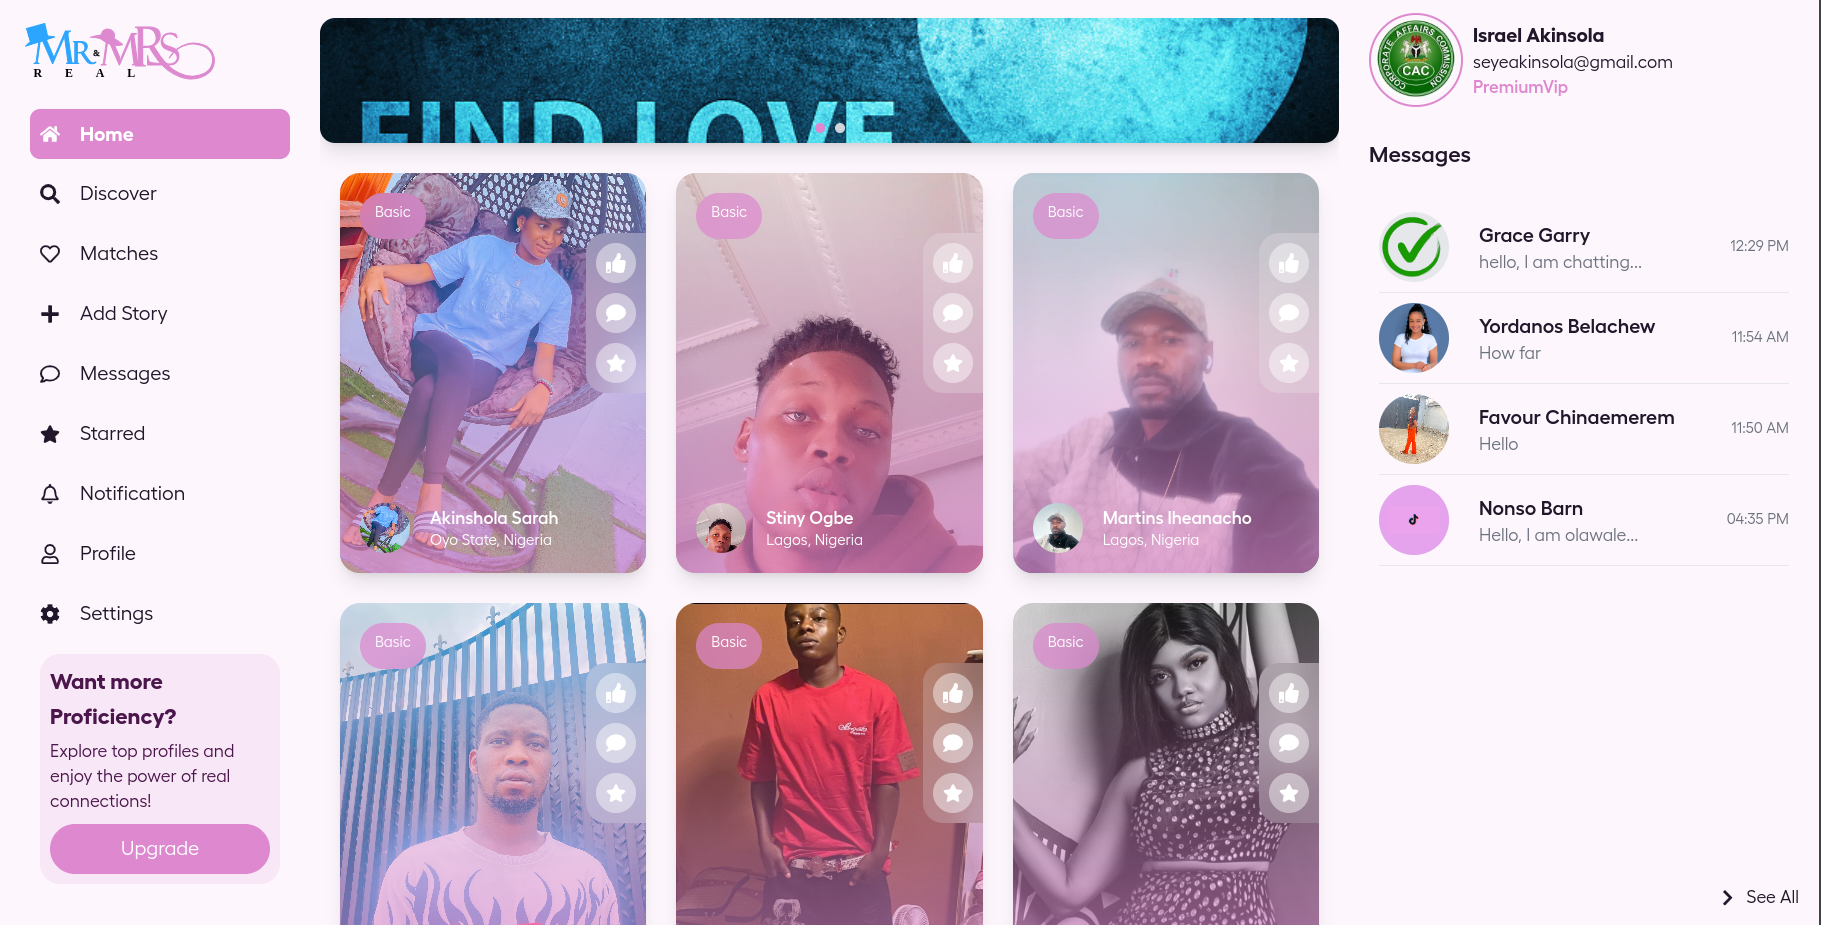 MR & MRS
REAL
Home
Discover
Matches
Add Story
Messages
Starred
Notification
Profile
Settings
Want more
Proficiency?
Explore top profiles and
enjoy the power of real
connections!
Upgrade
FIND LOVE
Basic
Akinshola Sarah
Oyo State, Nigeria
Basic
Stiny Ogbe
Lagos, Nigeria
Basic
Martins Iheanacho
Lagos, Nigeria
Basic
Basic
Basic
CORPORATE AFFAIRS COMMISSION
CAC
Israel Akinsola
seyeakinsola@gmail.com
PremiumVip
Messages
Grace Garry
hello, I am chatting...
12:29 PM
Yordanos Belachew
How far
11:54 AM
Favour Chinaemerem
Hello
11:50 AM
Nonso Barn
Hello, I am olawale...
04:35 PM
See All